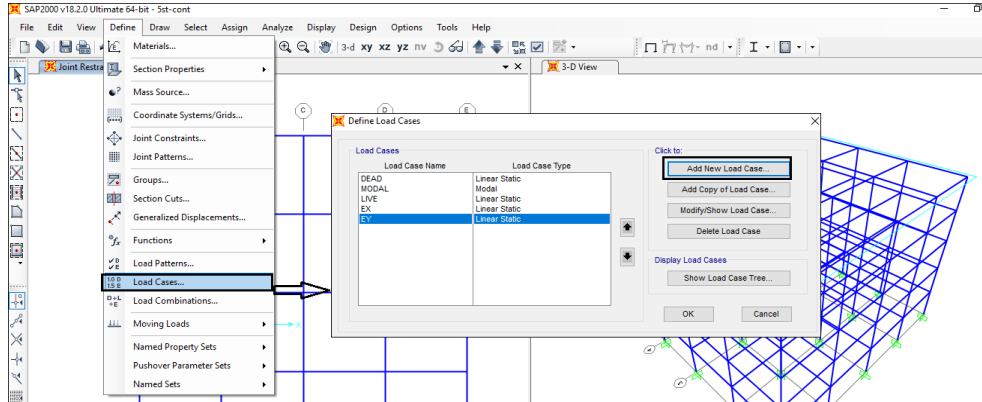 SAP2000 v18.2.0 Ultimate 64-bit - 5st-cont
File Edit View Define Draw Select Assign Analyze Display Design Options Tools Help
3-d xy xz yz nv
nd
Joint Restra
3-D View
Materials...
Section Properties
Mass Source...
Coordinate Systems/Grids...
Joint Constraints...
Joint Patterns...
Groups...
Section Cuts...
Generalized Displacements...
Functions
Load Patterns...
Load Cases...
Load Combinations...
Moving Loads
Named Property Sets
Pushover Parameter Sets
Named Sets
C D E
X
Define Load Cases
Load Cases
Load Case Name Load Case Type
DEAD Linear Static
MODAL Modal
LIVE Linear Static
EX Linear Static
EY Linear Static
Click to:
Add New Load Case...
Add Copy of Load Case...
Modify/Show Load Case...
Delete Load Case
Display Load Cases
Show Load Case Tree...
OK Cancel